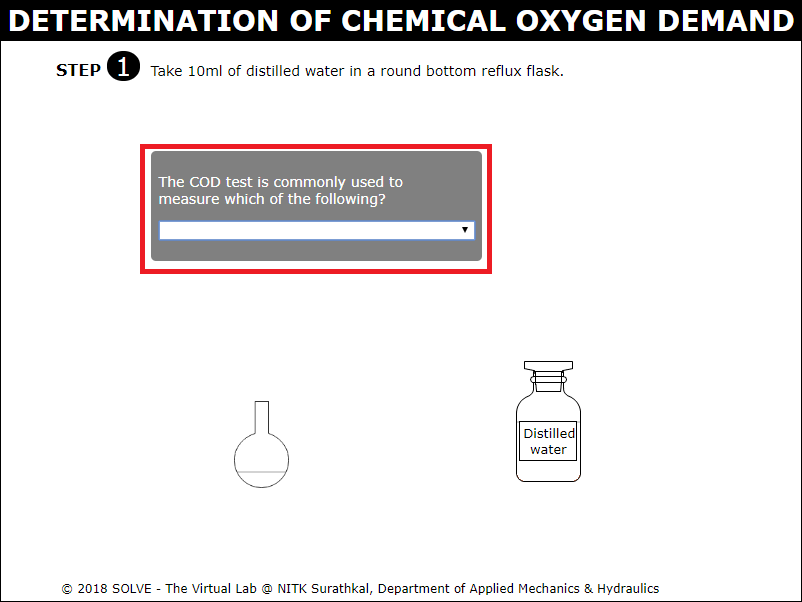 DETERMINATION OF CHEMICAL OXYGEN DEMAND
STEP 1 Take 10ml of distilled water in a round bottom reflux flask.
The COD test is commonly used to
measure which of the following?
Distilled
water
© 2018 SOLVE - The Virtual Lab @ NITK Surathkal, Department of Applied Mechanics & Hydraulics